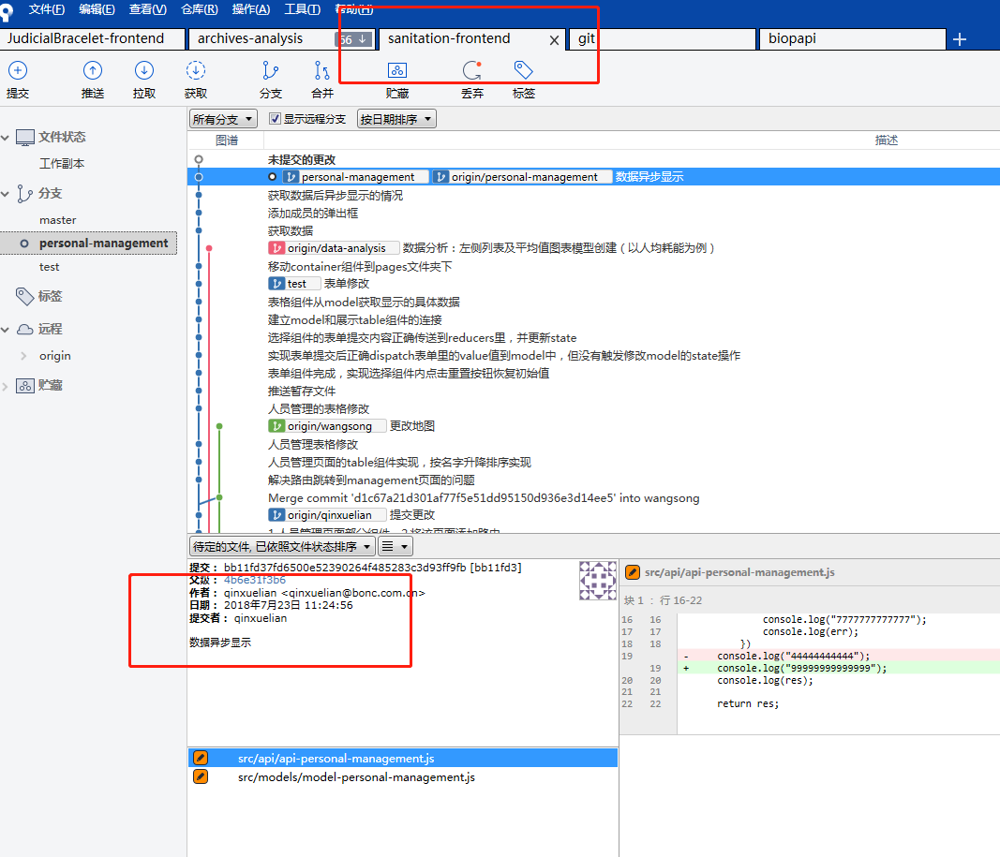 文件(F) 编辑(E) 查看(V) 仓库(R) 操作(A) 工具(T) 帮助(H)
JudicialBracelet-frontend archives-analysis 56 ↓ sanitation-frontend × git biopapi +
提交 推送 拉取 获取 分支 合并 贮藏 丢弃 标签
所有分支 显示远程分支 按日期排序
图谱 描述
文件状态
工作副本
分支
master
personal-management
test
标签
远程
origin
贮藏
未提交的更改
personal-management origin/personal-management 数据异步显示
获取数据后异步显示的情况
添加成员的弹出框
获取数据
origin/data-analysis 数据分析：左侧列表及平均值图表模型创建（以人均耗能为例）
移动container组件到pages文件夹下
test 表单修改
表格组件从model获取显示的具体数据
建立model和展示table组件的连接
选择组件的表单提交内容正确传送到reducers里，并更新state
实现表单提交后正确dispatch表单里的value值到model中，但没有触发修改model的state操作
表单组件完成，实现选择组件内点击重置按钮恢复初始值
推送暂存文件
人员管理的表格修改
origin/wangsong 更改地图
人员管理表格修改
人员管理页面的table组件实现，按名字升降排序实现
解决路由跳转到management页面的问题
Merge commit 'd1c67a21d301af77f5e51dd95150d936e3d14ee5' into wangsong
origin/qinxuelian 提交更改
1.人员管理页面部分组件 2.将该页面添加路由
待定的文件, 已依照文件状态排序
提交： bb11fd37fd6500e52390264f485283c3d93ff9fb [bb11fd3]
父级： 4b6e31f3b6
作者： qinxuelian <qinxuelian@bonc.com.cn>
日期： 2018年7月23日 11:24:56
提交者： qinxuelian
数据异步显示
src/api/api-personal-management.js
src/models/model-personal-management.js
src/api/api-personal-management.js
块 1 ： 行 16-22
16 16 console.log("7777777777777");
17 17 console.log(err);
18 18 })
19 - console.log("44444444444");
19 + console.log("99999999999999");
20 20 console.log(res);
21 21
22 22 return res;